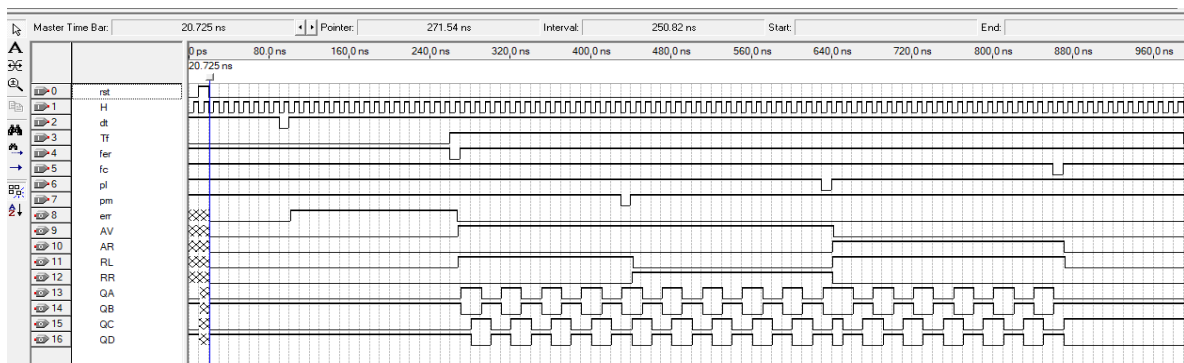 Master Time Bar: 20.725 ns Pointer: 271.54 ns Interval: 250.82 ns Start: End:
0 ps 80.0 ns 160.0 ns 240.0 ns 320.0 ns 400.0 ns 480.0 ns 560.0 ns 640.0 ns 720.0 ns 800.0 ns 880.0 ns 960.0 ns
20.725 ns
0 rst
1 H
2 dt
3 Tf
4 fer
5 fc
6 pl
7 pm
8 err
9 AV
10 AR
11 RL
12 RR
13 QA
14 QB
15 QC
16 QD